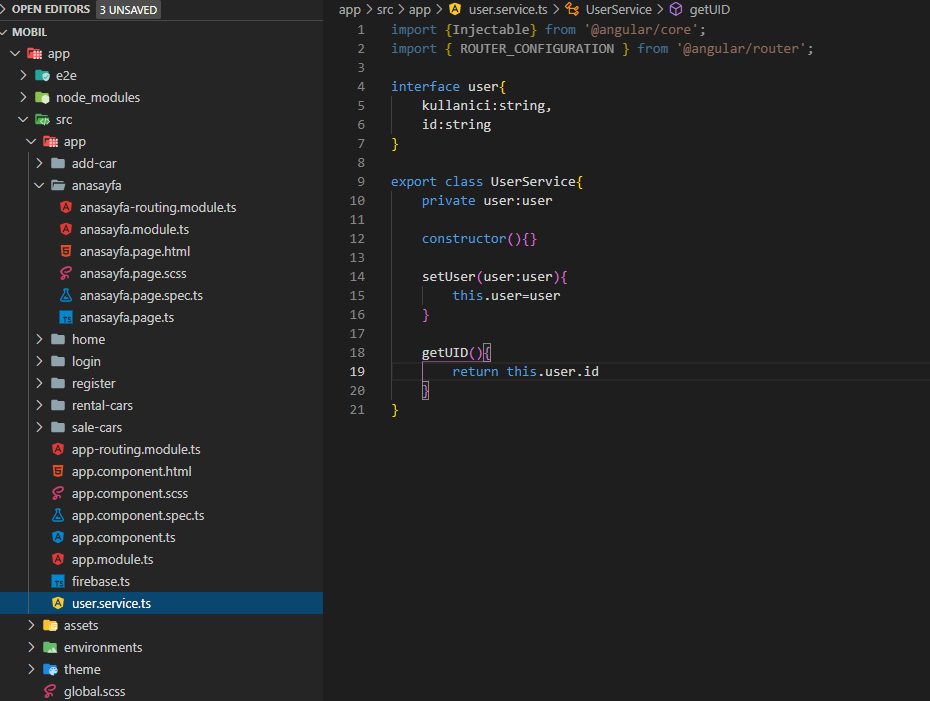 OPEN EDITORS 3 UNSAVED
MOBIL
app
e2e
node_modules
src
app
add-car
anasayfa
anasayfa-routing.module.ts
anasayfa.module.ts
anasayfa.page.html
anasayfa.page.scss
anasayfa.page.spec.ts
anasayfa.page.ts
home
login
register
rental-cars
sale-cars
app-routing.module.ts
app.component.html
app.component.scss
app.component.spec.ts
app.component.ts
app.module.ts
firebase.ts
user.service.ts
assets
environments
theme
global.scss
app > src > app > user.service.ts > UserService > getUID
1 import {Injectable} from '@angular/core';
2 import { ROUTER_CONFIGURATION } from '@angular/router';
3
4 interface user{
5     kullanici:string,
6     id:string
7 }
8
9 export class UserService{
10     private user:user
11
12     constructor(){}
13
14     setUser(user:user){
15         this.user=user
16     }
17
18     getUID(){
19         return this.user.id
20     }
21 }